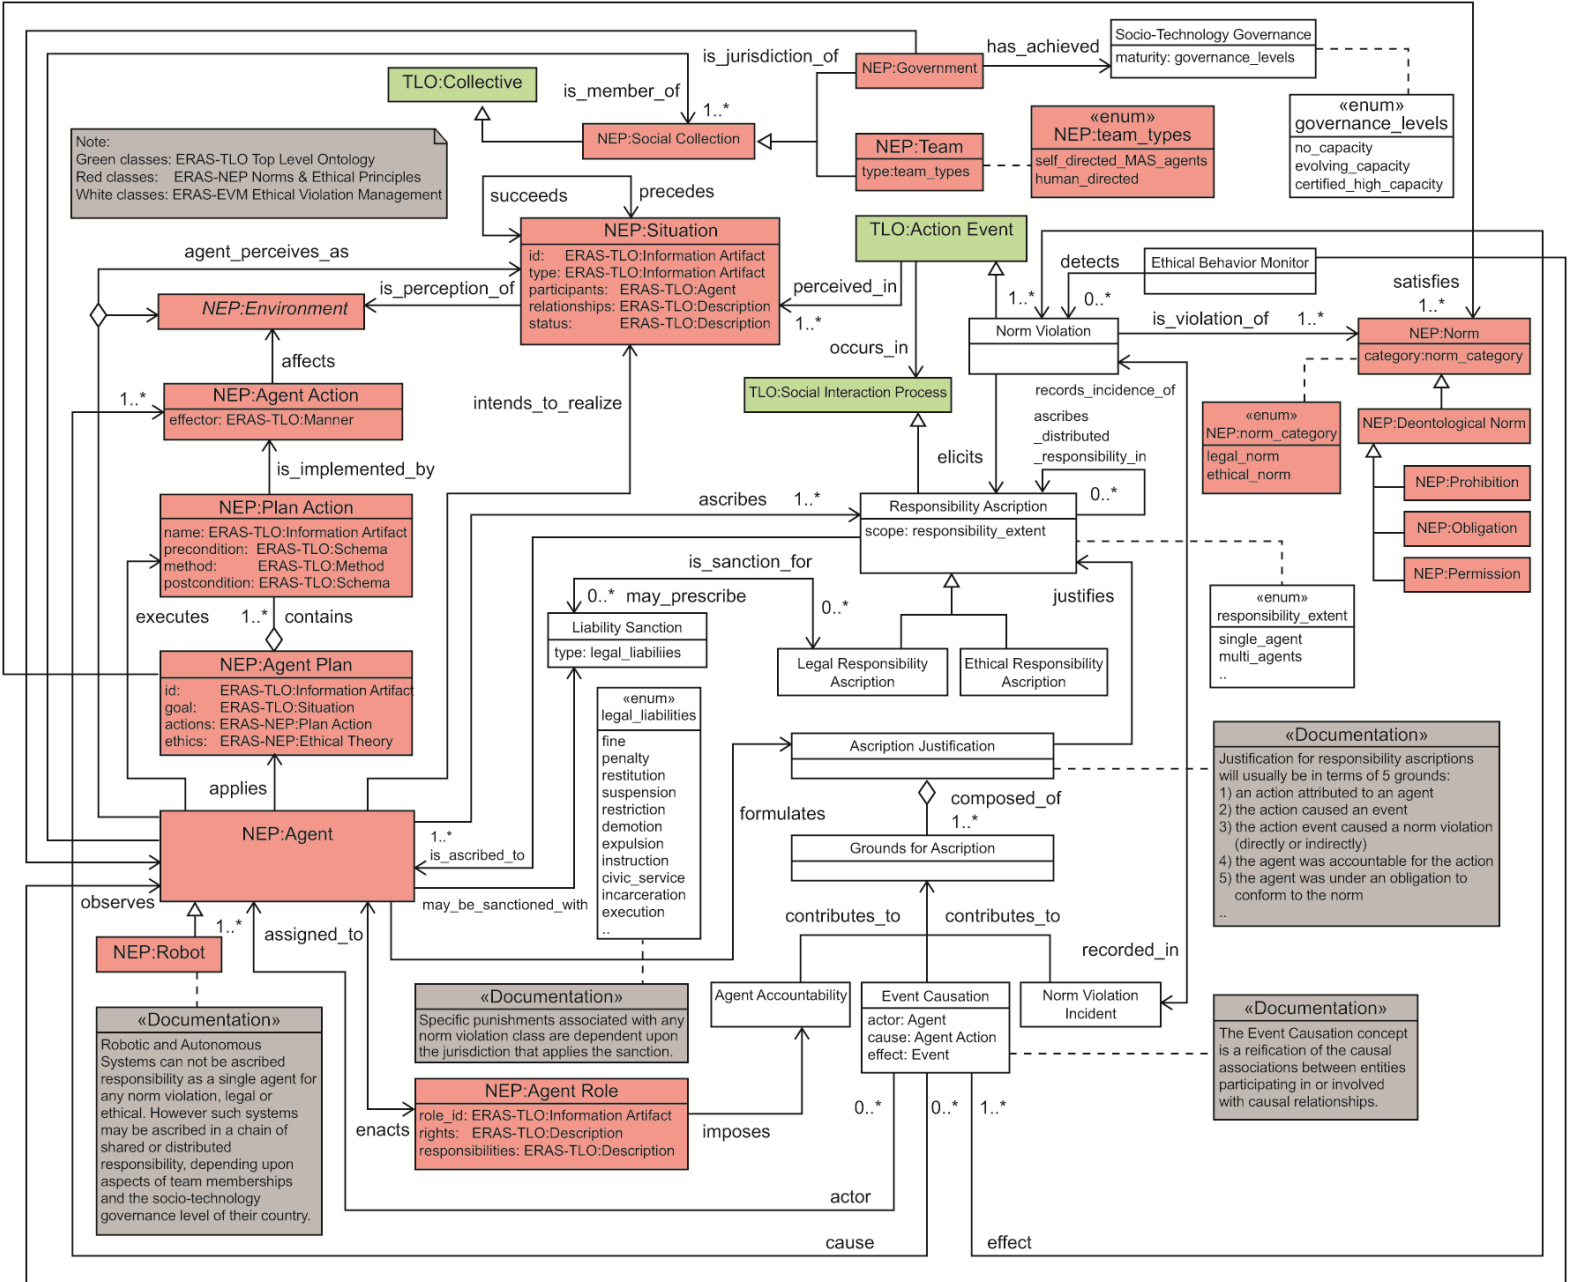 Socio-Technology Governance
maturity: governance_levels
has_achieved
is_jurisdiction_of
NEP:Government
TLO:Collective
is_member_of
1..*
NEP:Social Collection
NEP:Team
type:team_types
«enum»
NEP:team_types
self_directed_MAS_agents
human_directed
«enum»
governance_levels
no_capacity
evolving_capacity
certified_high_capacity
Note:
Green classes: ERAS-TLO Top Level Ontology
Red classes: ERAS-NEP Norms & Ethical Principles
White classes: ERAS-EVM Ethical Violation Management
succeeds
precedes
NEP:Situation
id: ERAS-TLO:Information Artifact
type: ERAS-TLO:Information Artifact
participants: ERAS-TLO:Agent
relationships: ERAS-TLO:Description
status: ERAS-TLO:Description
TLO:Action Event
agent_perceives_as
is_perception_of
NEP:Environment
perceived_in
1..*
1..*
detects
0..*
Ethical Behavior Monitor
satisfies
1..*
Norm Violation
is_violation_of
1..*
NEP:Norm
category:norm_category
affects
occurs_in
NEP:Agent Action
effector: ERAS-TLO:Manner
1..*
intends_to_realize
TLO:Social Interaction Process
records_incidence_of
ascribes
_distributed
_responsibility_in
0..*
«enum»
NEP:norm_category
legal_norm
ethical_norm
NEP:Deontological Norm
NEP:Prohibition
NEP:Obligation
NEP:Permission
is_implemented_by
elicits
NEP:Plan Action
name: ERAS-TLO:Information Artifact
precondition: ERAS-TLO:Schema
method: ERAS-TLO:Method
postcondition: ERAS-TLO:Schema
ascribes
1..*
Responsibility Ascription
scope: responsibility_extent
is_sanction_for
0..*
may_prescribe
0..*
justifies
«enum»
responsibility_extent
single_agent
multi_agents
..
executes
1..*
contains
Liability Sanction
type: legal_liabiliies
Legal Responsibility
Ascription
Ethical Responsibility
Ascription
NEP:Agent Plan
id: ERAS-TLO:Information Artifact
goal: ERAS-TLO:Situation
actions: ERAS-NEP:Plan Action
ethics: ERAS-NEP:Ethical Theory
«enum»
legal_liabilities
fine
penalty
restitution
suspension
restriction
demotion
expulsion
instruction
civic_service
incarceration
execution
..
Ascription Justification
«Documentation»
Justification for responsibility ascriptions
will usually be in terms of 5 grounds:
1) an action attributed to an agent
2) the action caused an event
3) the action event caused a norm violation
(directly or indirectly)
4) the agent was accountable for the action
5) the agent was under an obligation to
conform to the norm
..
applies
formulates
composed_of
1..*
NEP:Agent
1..*
is_ascribed_to
Grounds for Ascription
observes
may_be_sanctioned_with
contributes_to
contributes_to
1..*
assigned_to
recorded_in
NEP:Robot
«Documentation»
Robotic and Autonomous
Systems can not be ascribed
responsibility as a single agent for
any norm violation, legal or
ethical. However such systems
may be ascribed in a chain of
shared or distributed
responsibility, depending upon
aspects of team memberships
and the socio-technology
governance level of their country.
«Documentation»
Specific punishments associated with any
norm violation class are dependent upon
the jurisdiction that applies the sanction.
Agent Accountability
Event Causation
actor: Agent
cause: Agent Action
effect: Event
Norm Violation
Incident
«Documentation»
The Event Causation concept
is a reification of the causal
associations between entities
participating in or involved
with causal relationships.
NEP:Agent Role
role_id: ERAS-TLO:Information Artifact
rights: ERAS-TLO:Description
responsibilities: ERAS-TLO:Description
enacts
imposes
0..*
0..*
1..*
actor
cause
effect